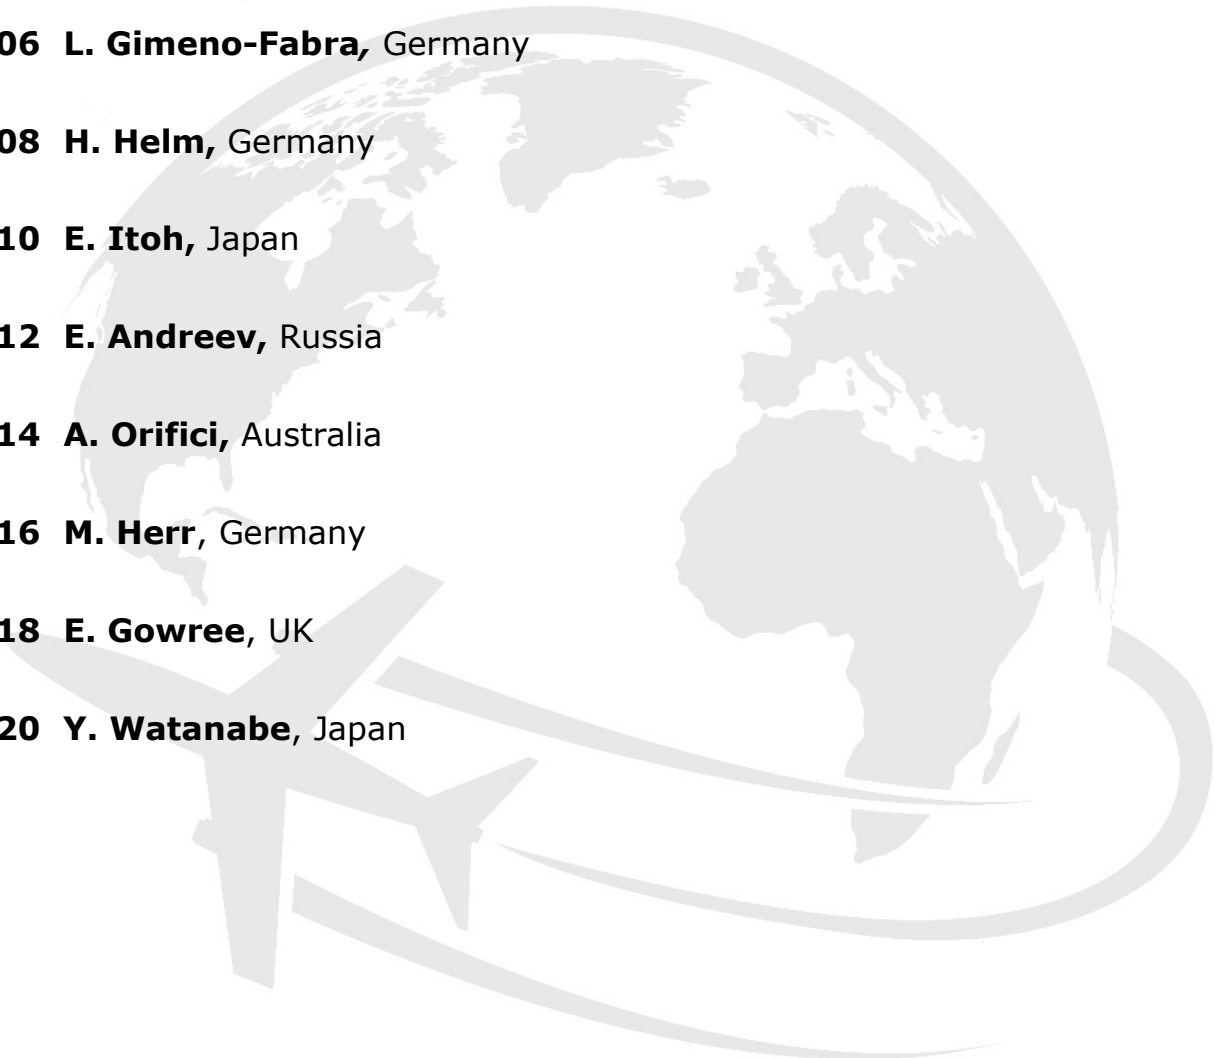 06 L. Gimeno-Fabra, Germany
08 H. Helm, Germany
10 E. Itoh, Japan
12 E. Andreev, Russia
14 A. Orifici, Australia
16 M. Herr, Germany
18 E. Gowree, UK
20 Y. Watanabe, Japan